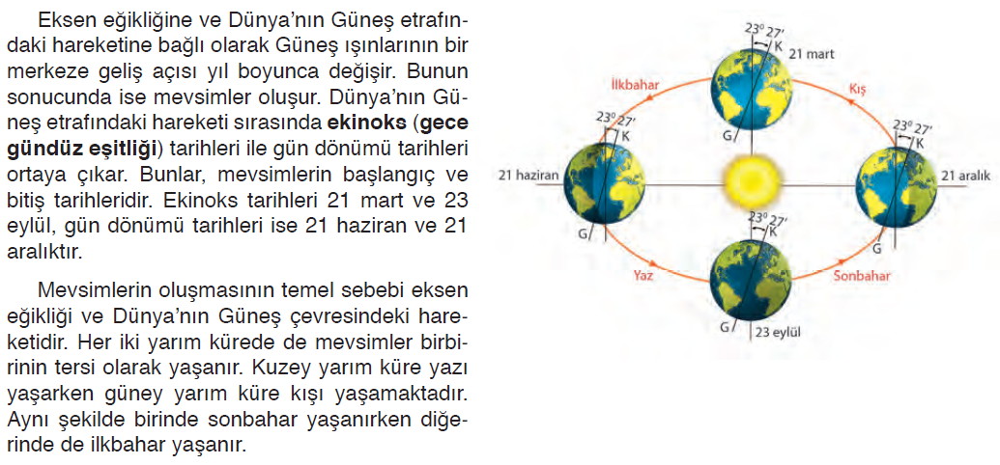 Eksen eğikliğine ve Dünya’nın Güneş etrafın-
daki hareketine bağlı olarak Güneş ışınlarının bir
merkeze geliş açısı yıl boyunca değişir. Bunun
sonucunda ise mevsimler oluşur. Dünya’nın Gü-
neş etrafındaki hareketi sırasında ekinoks (gece
gündüz eşitliği) tarihleri ile gün dönümü tarihleri
ortaya çıkar. Bunlar, mevsimlerin başlangıç ve
bitiş tarihleridir. Ekinoks tarihleri 21 mart ve 23
eylül, gün dönümü tarihleri ise 21 haziran ve 21
aralıktır.
Mevsimlerin oluşmasının temel sebebi eksen
eğikliği ve Dünya’nın Güneş çevresindeki hare-
ketidir. Her iki yarım kürede de mevsimler birbi-
rinin tersi olarak yaşanır. Kuzey yarım küre yazı
yaşarken güney yarım küre kışı yaşamaktadır.
Aynı şekilde birinde sonbahar yaşanırken diğe-
rinde de ilkbahar yaşanır.
23⁰ 27’
K
21 mart
G
İlkbahar
Kış
23⁰ 27’
K
21 haziran
G
23⁰ 27’
K
21 aralık
G
23⁰ 27’
K
Yaz
Sonbahar
G
23 eylül